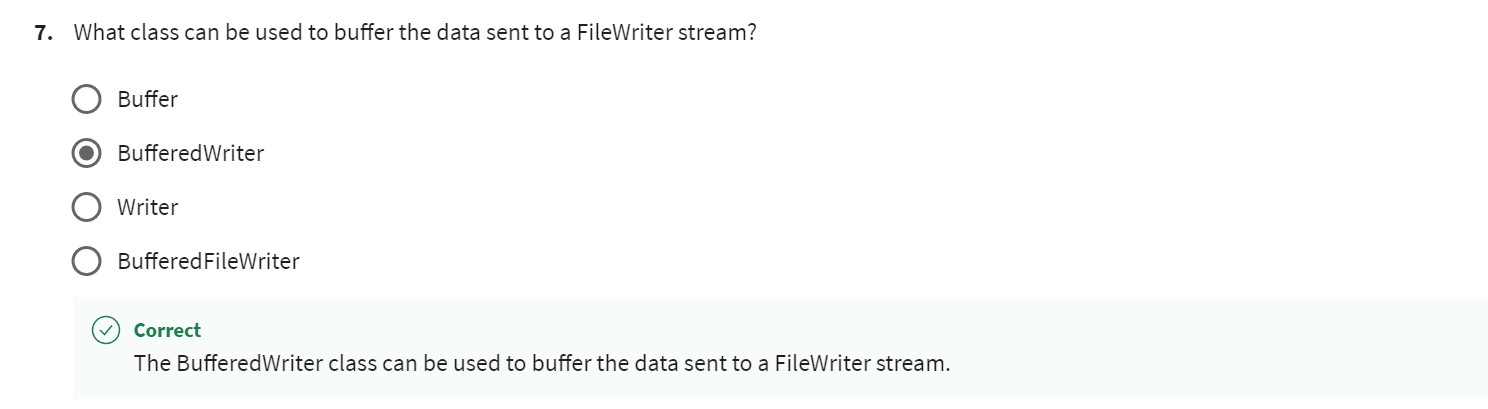 7. What class can be used to buffer the data sent to a FileWriter stream?
Buffer
BufferedWriter
Writer
BufferedFileWriter
Correct
The BufferedWriter class can be used to buffer the data sent to a FileWriter stream.